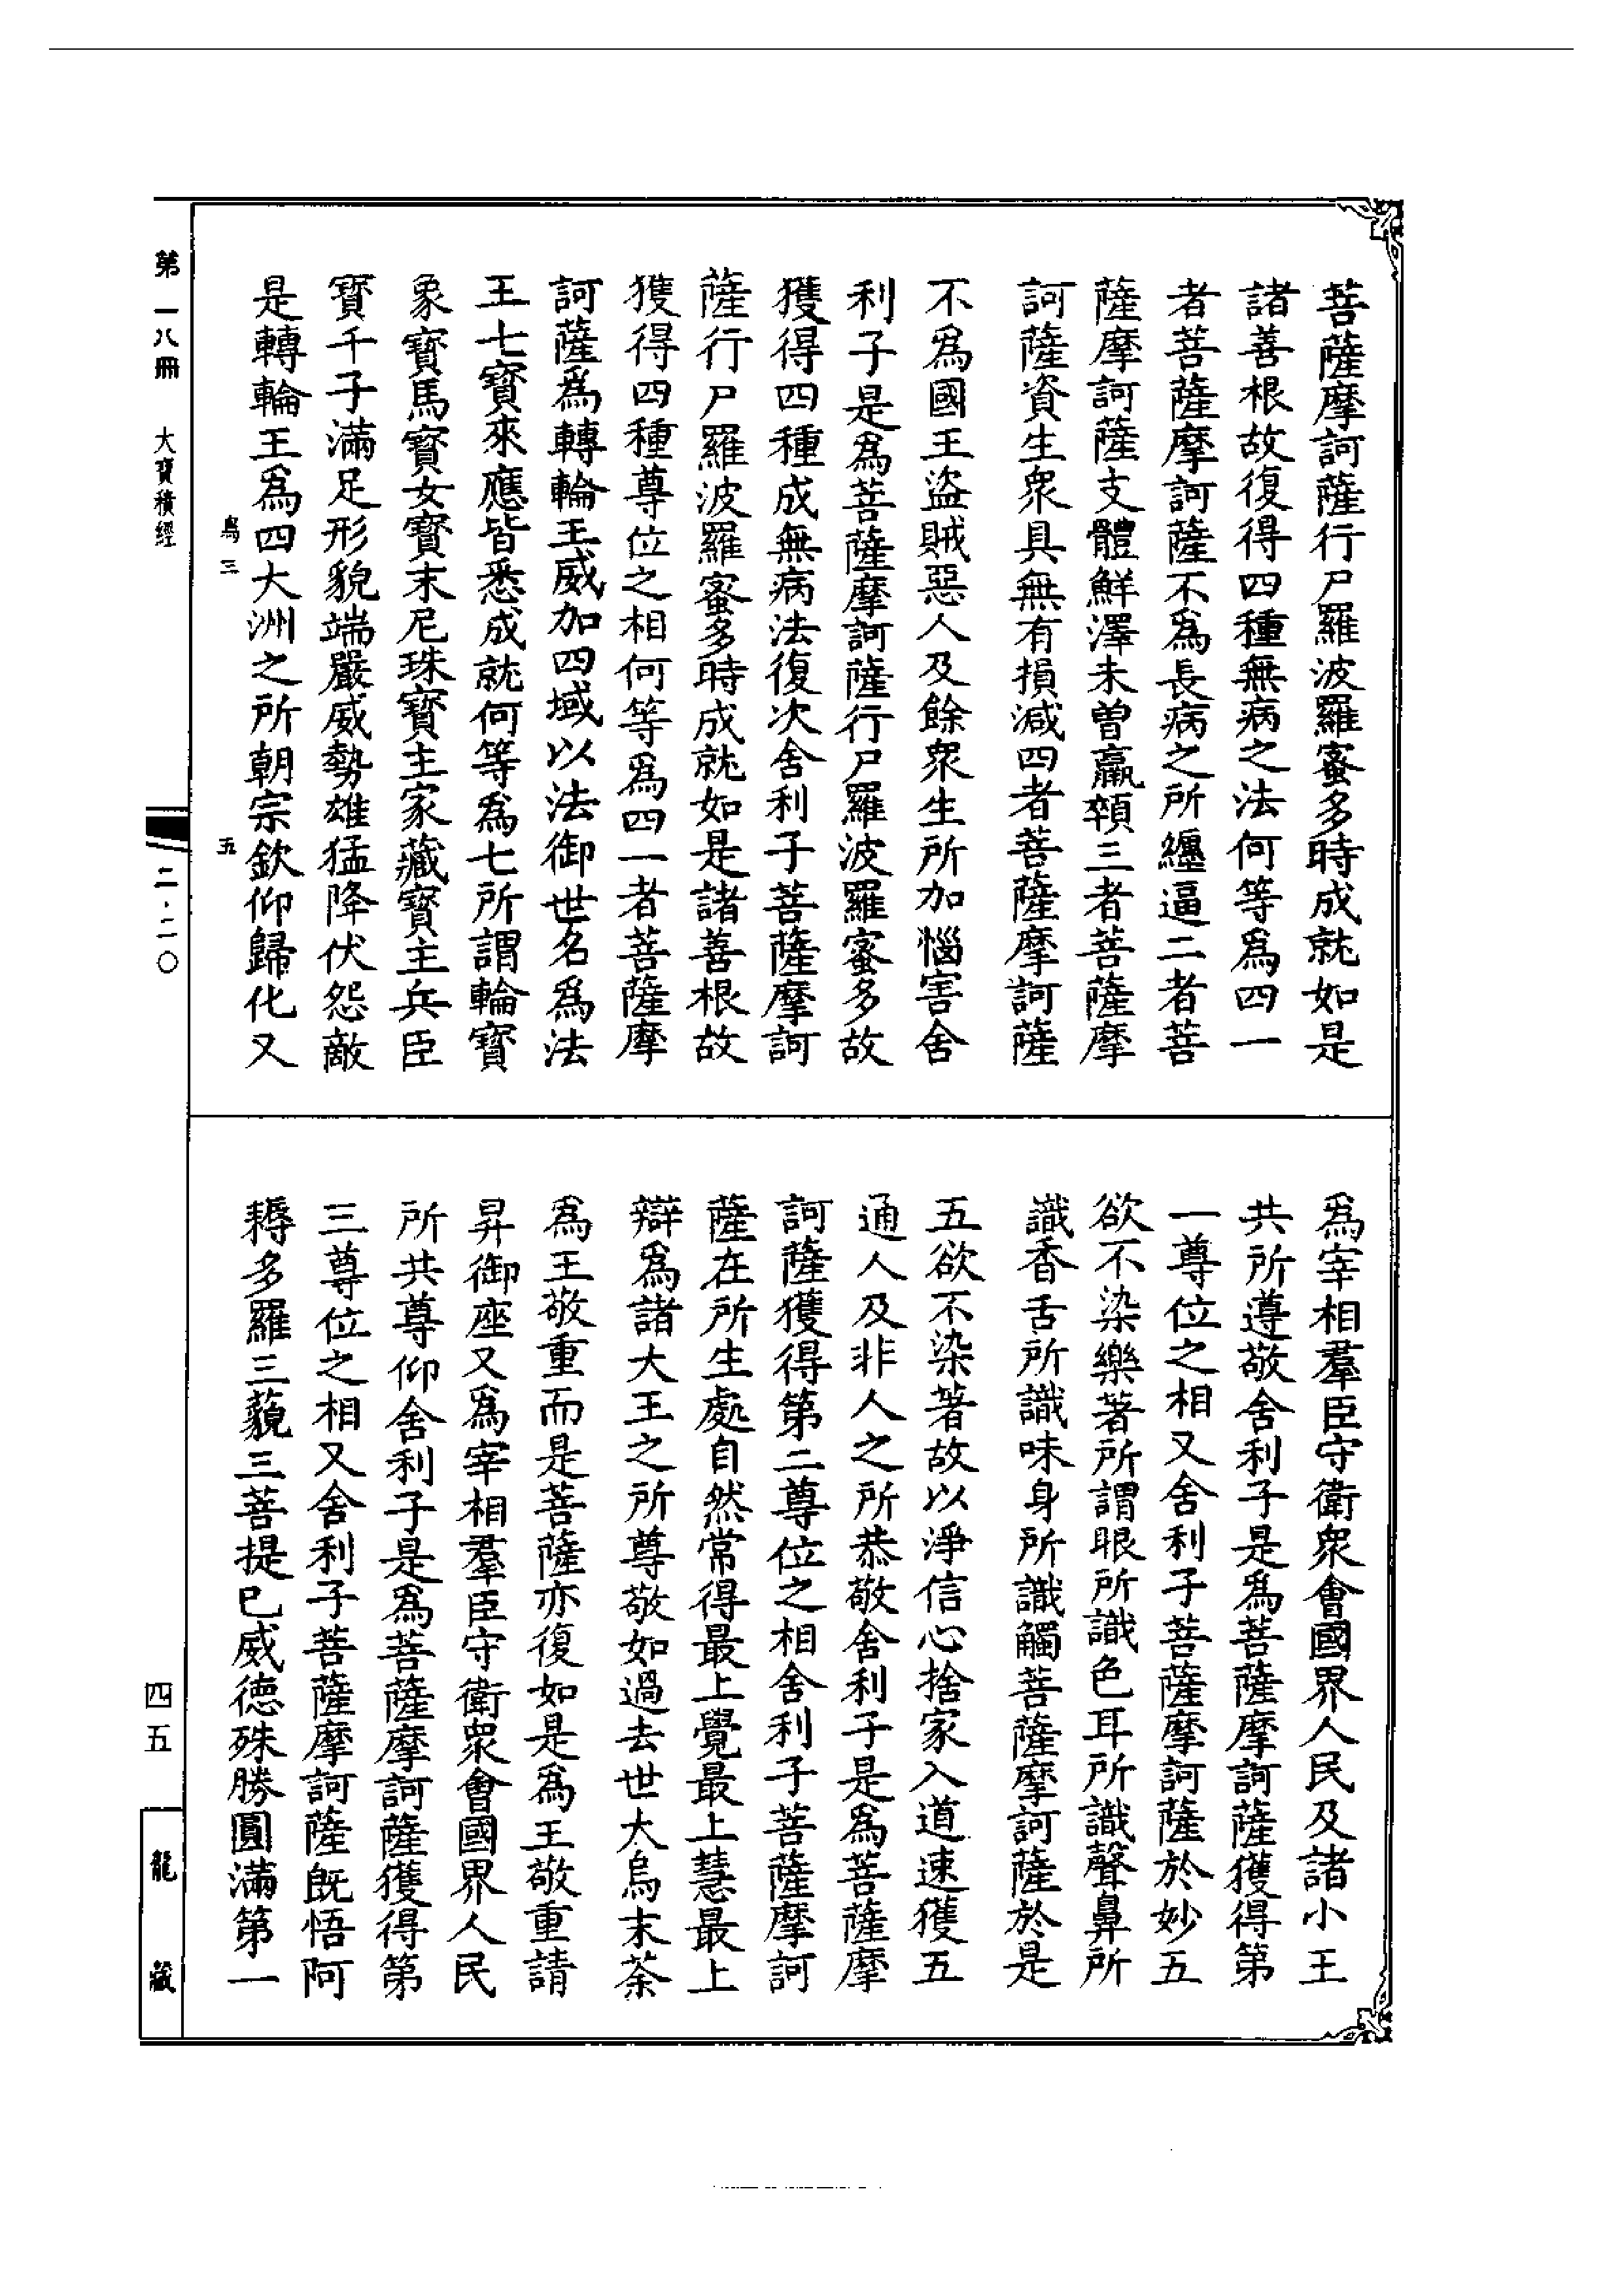 菩薩摩訶薩行尸羅波羅蜜多時成就如是
諸善根故復得四種無病之法何等爲四一
者菩薩摩訶薩不爲長病之所纏逼二者菩
薩摩訶薩支體鮮澤未曾羸顇三者菩薩摩
訶薩資生衆具無有損減四者菩薩摩訶薩
不爲國王盜賊惡人及餘衆生所加惱害舍
利子是爲菩薩摩訶薩行尸羅波羅蜜多故
獲得四種成無病法復次舍利子菩薩摩訶
薩行尸羅波羅蜜多時成就如是諸善根故
獲得四種尊位之相何等爲四一者菩薩摩
訶薩爲轉輪王威加四域以法御世名爲法
王七寶來應皆悉成就何等爲七所謂輪寶
象寶馬寶女寶末尼珠寶主家藏寶主兵臣
寶千子滿足形貌端嚴威勢雄猛降伏怨敵
是轉輪王爲四大洲之所朝宗欽仰歸化又
爲宰相羣臣守衛衆會國界人民及諸小王
共所遵敬舍利子是爲菩薩摩訶薩獲得第
一尊位之相又舍利子菩薩摩訶薩於妙五
欲不染樂著所謂眼所識色耳所識聲鼻所
識香舌所識味身所識觸菩薩摩訶薩於是
五欲不染著故以淨信心捨家入道速獲五
通人及非人之所恭敬舍利子是爲菩薩摩
訶薩獲得第二尊位之相舍利子菩薩摩訶
薩在所生處自然常得最上覺最上慧最上
辯爲諸大王之所尊敬如過去世大烏末荼
爲王敬重而是菩薩亦復如是爲王敬重請
昇御座又爲宰相羣臣守衛衆會國界人民
所共尊仰舍利子是爲菩薩摩訶薩獲得第
三尊位之相又舍利子菩薩摩訶薩旣悟阿
耨多羅三藐三菩提已威德殊勝圓滿第一
鳥三
五
第一八冊 大寶積經
二·二〇
四五
龍藏